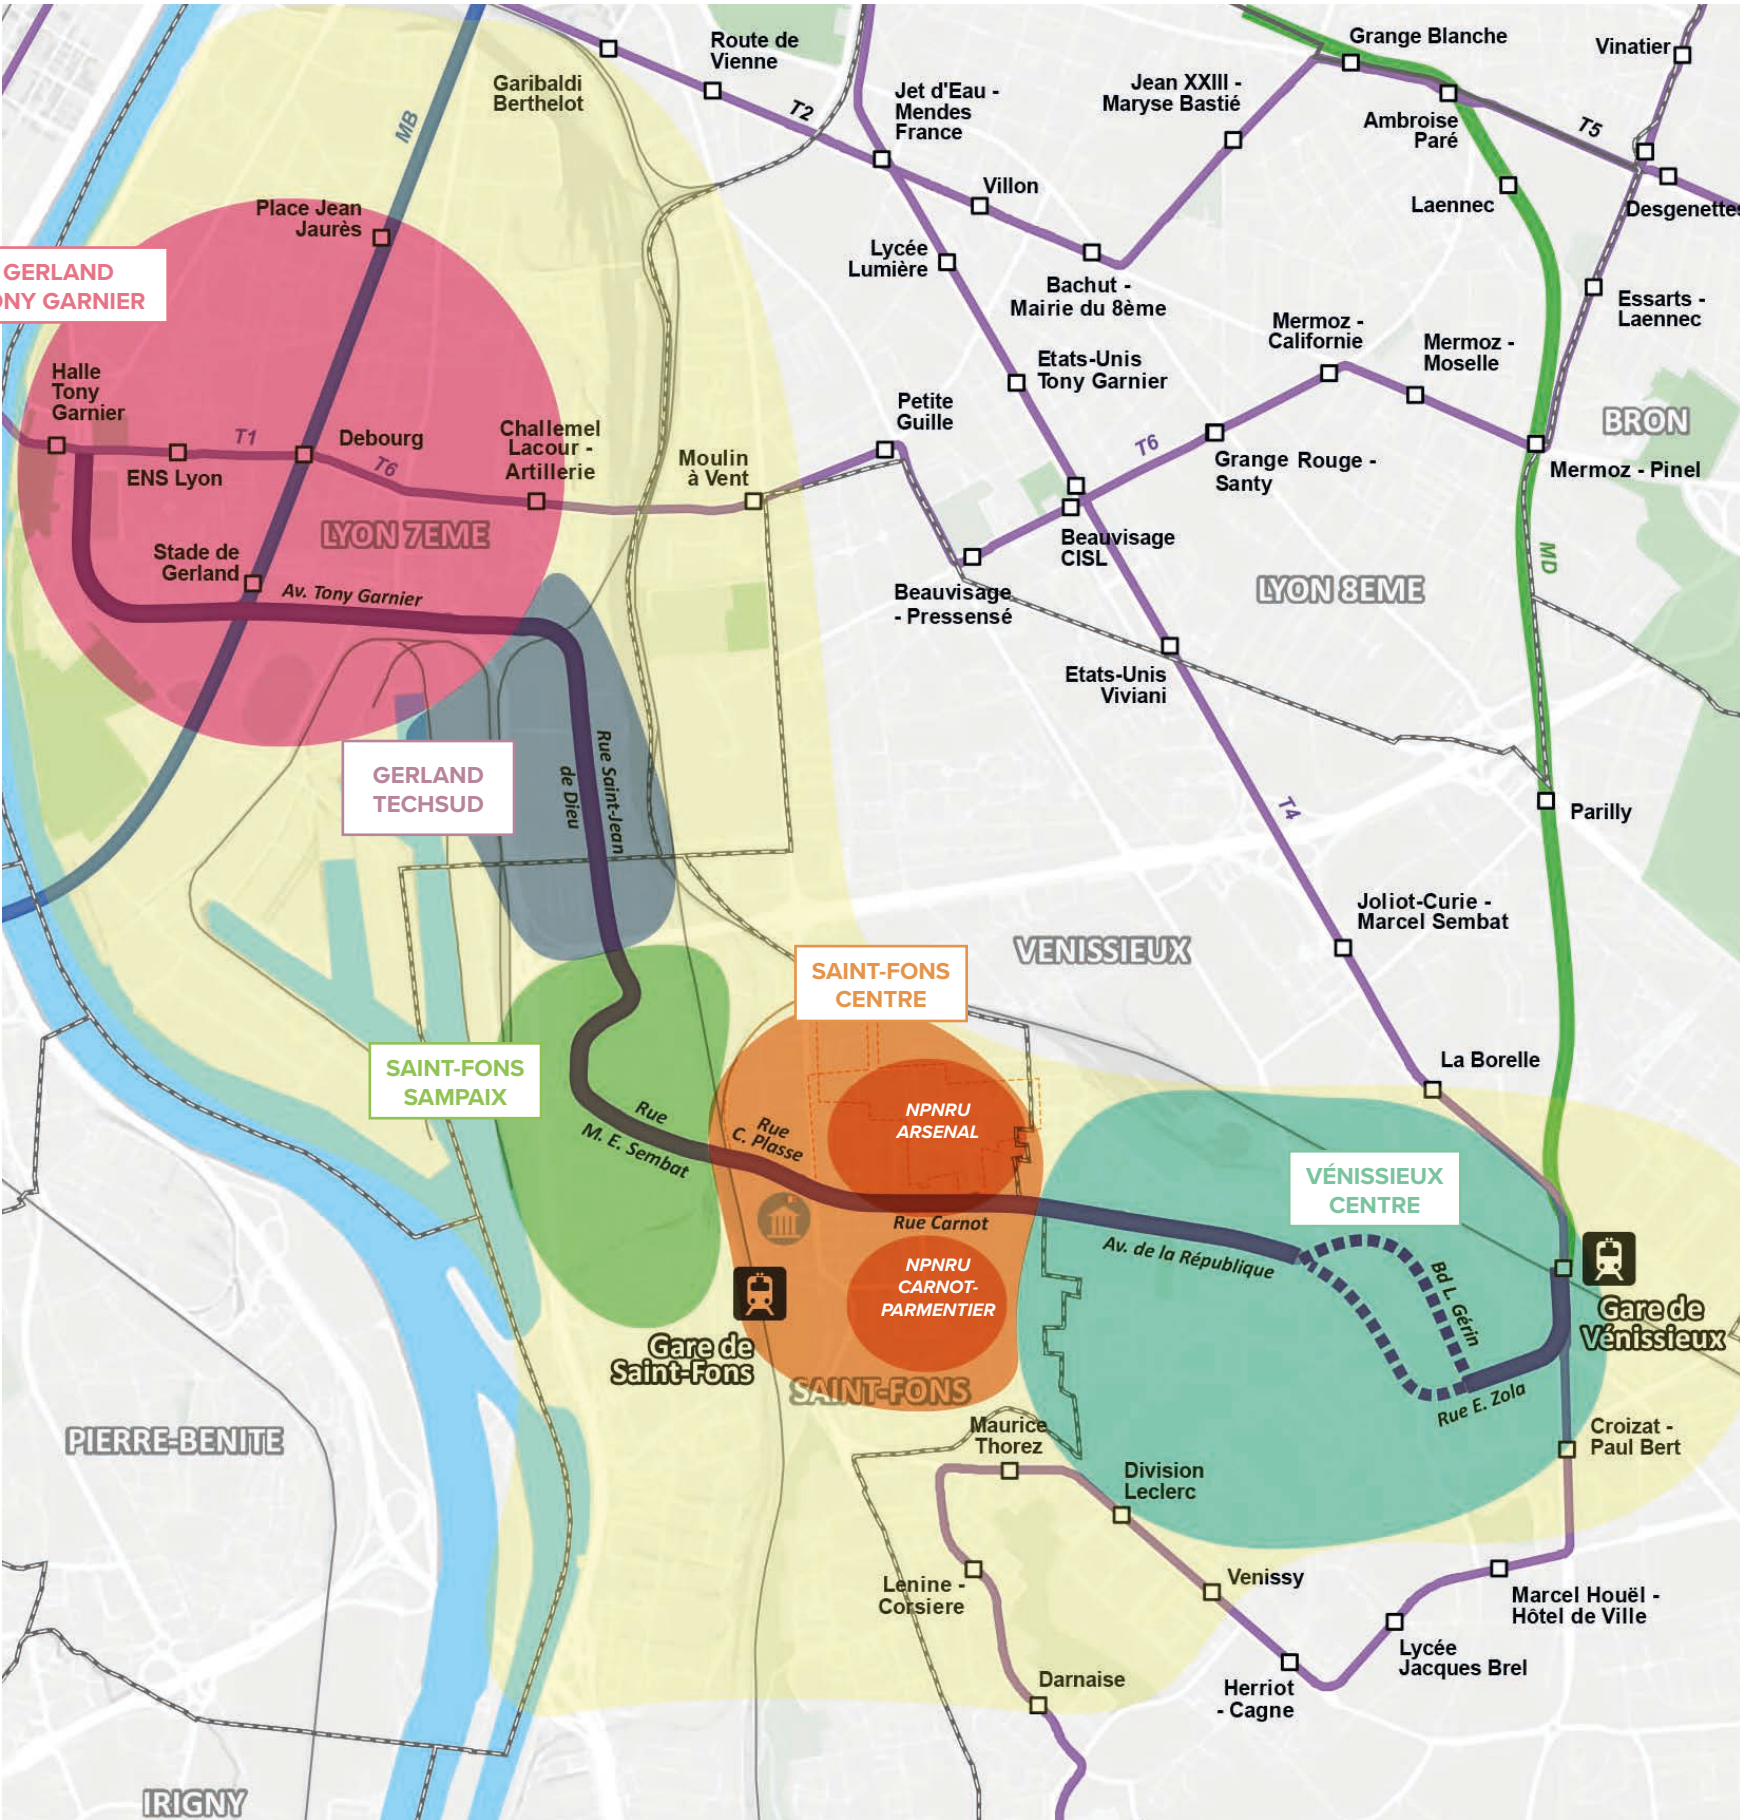 Route de
Vienne
Grange Blanche
Vinatier
Garibaldi
Berthelot
Jet d'Eau -
Mendes
France
Jean XXIII -
Maryse Bastié
T2
MB
Ambroise
Paré
T5
Villon
Laennec
Desgenettes
Place Jean
Jaurès
Lycée
Lumière
GERLAND
ONY GARNIER
Bachut -
Mairie du 8ème
Essarts -
Laennec
Mermoz -
Californie
Mermoz -
Moselle
Etats-Unis
Tony Garnier
Halle
Tony
Garnier
Petite
Guille
BRON
T1
Debourg
T6
Challemel
Lacour -
Artillerie
Moulin
à Vent
T6
Grange Rouge -
Santy
Mermoz - Pinel
ENS Lyon
LYON 7EME
Beauvisage
CISL
MD
Stade de
Gerland
Av. Tony Garnier
Beauvisage
- Pressensé
LYON 8EME
Etats-Unis
Viviani
GERLAND
TECHSUD
Rue Saint-Jean
de Dieu
T4
Parilly
Joliot-Curie -
Marcel Sembat
VENISSIEUX
SAINT-FONS
CENTRE
SAINT-FONS
SAMPAIX
La Borelle
Rue
M. E. Sembat
Rue
C. Plasse
NPNRU
ARSENAL
VÉNISSIEUX
CENTRE
Rue Carnot
Av. de la République
NPNRU
CARNOT-
PARMENTIER
Bd L. Gérin
Gare de
Vénissieux
Gare de
Saint-Fons
SAINT-FONS
Rue E. Zola
PIERRE-BENITE
Maurice
Thorez
Croizat -
Paul Bert
Division
Leclerc
Lenine -
Corsiere
Venissy
Marcel Houël -
Hôtel de Ville
Lycée
Jacques Brel
Darnaise
Herriot
- Cagne
IRIGNY